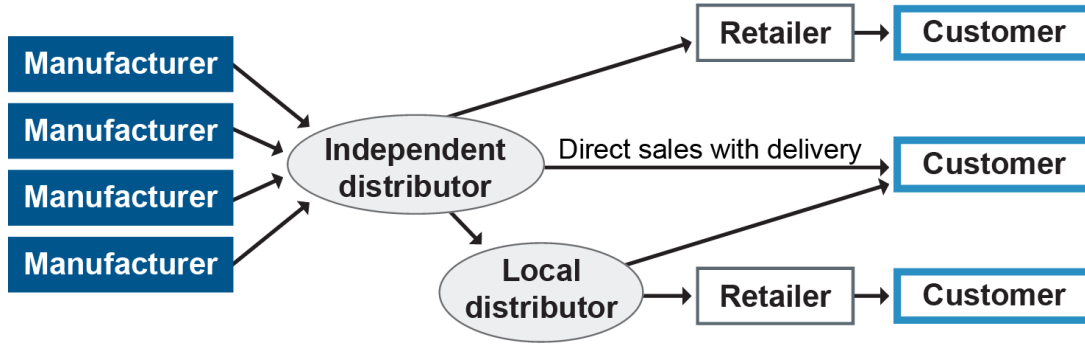 Manufacturer
Manufacturer
Manufacturer
Manufacturer
Independent
distributor
Local
distributor
Direct sales with delivery
Retailer
Customer
Customer
Retailer
Customer